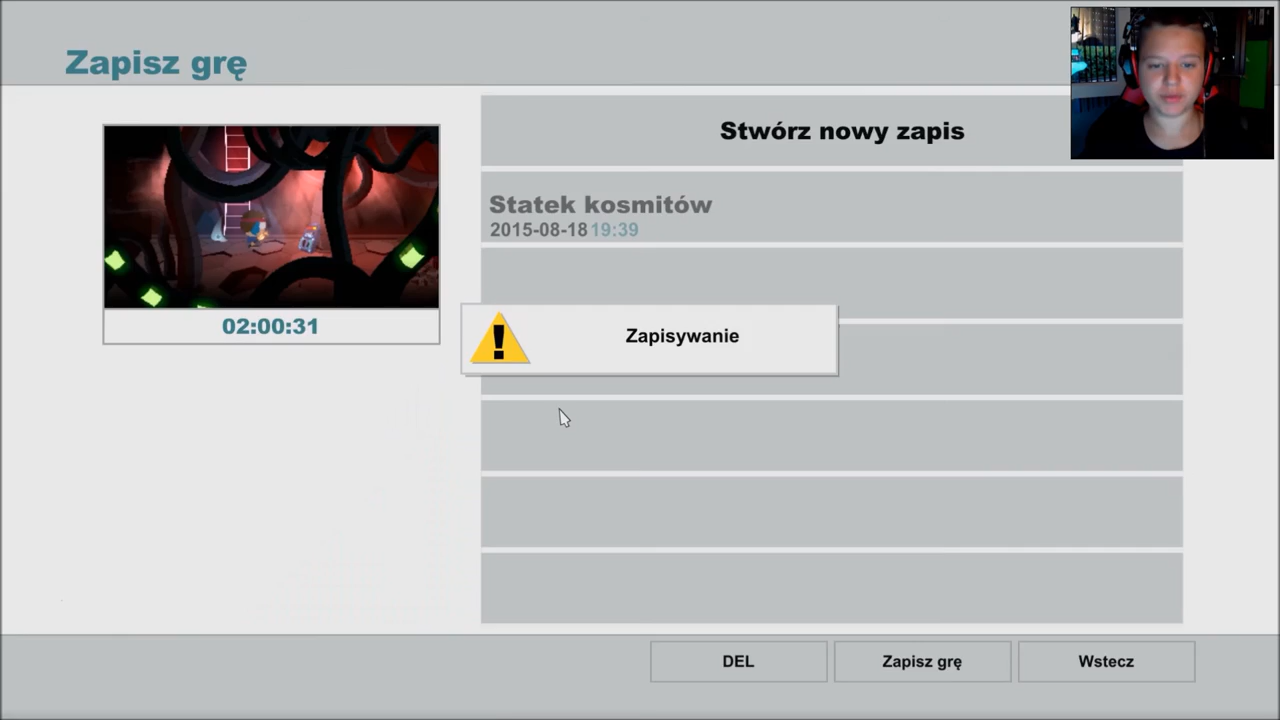 Zapisz grę
Stwórz nowy zapis
Statek kosmitów
2015-08-18 19:39
02:00:31
Zapisywanie
DEL
Zapisz grę
Wstecz